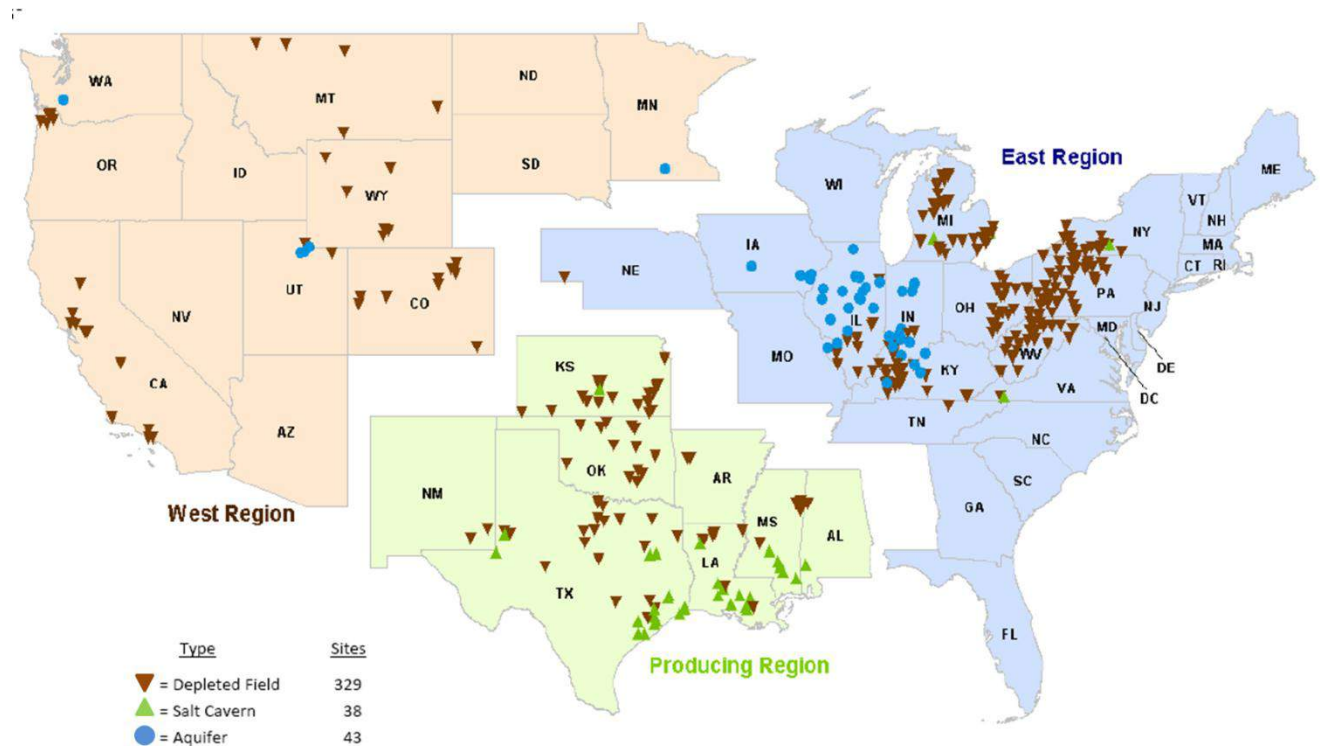 WA
MT
ND
MN
OR
ID
SD
WY
WI
MI
East Region
ME
VT
NH
NY
MA
CT RI
IA
NE
NV
UT
CO
IL
IN
OH
PA
NJ
MO
WV
MD
KY
VA
DE
DC
CA
KS
TN
NC
AZ
OK
AR
SC
West Region
NM
MS
AL
GA
LA
TX
FL
Producing Region
Type Sites
= Depleted Field 329
= Salt Cavern 38
= Aquifer 43